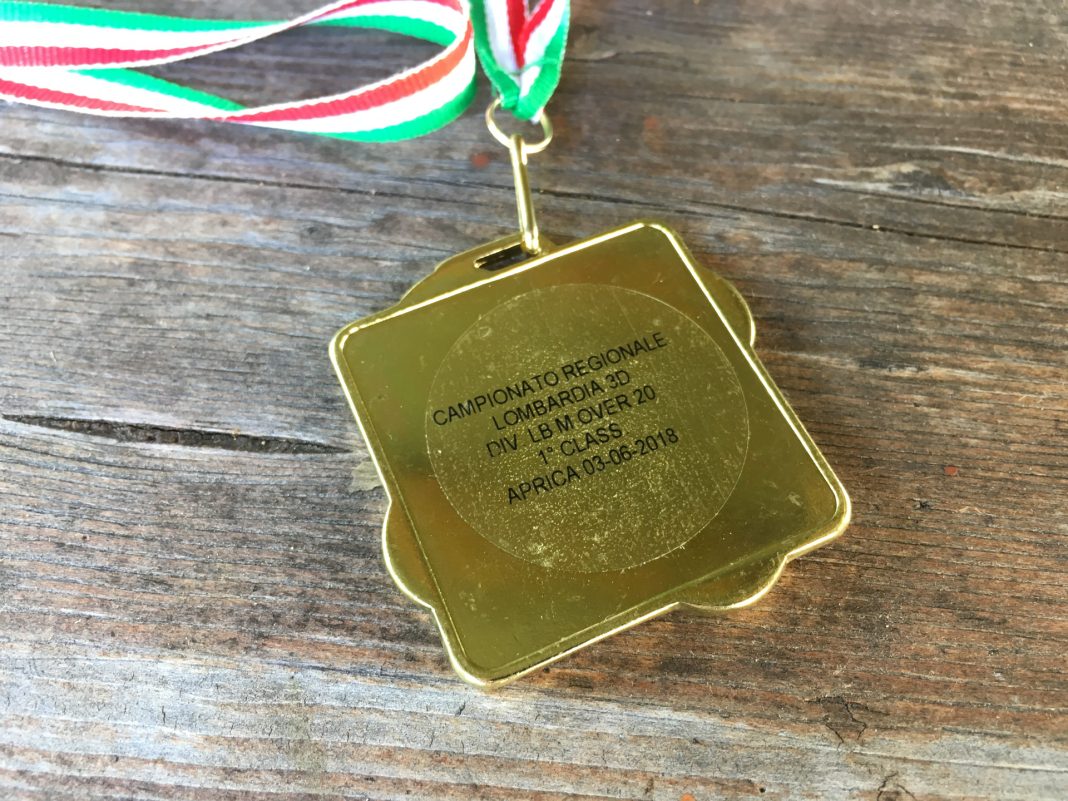 CAMPIONATO REGIONALE
LOMBARDIA 3D
DIV LB M OVER 20
1° CLASS
APRICA 03-06-2018